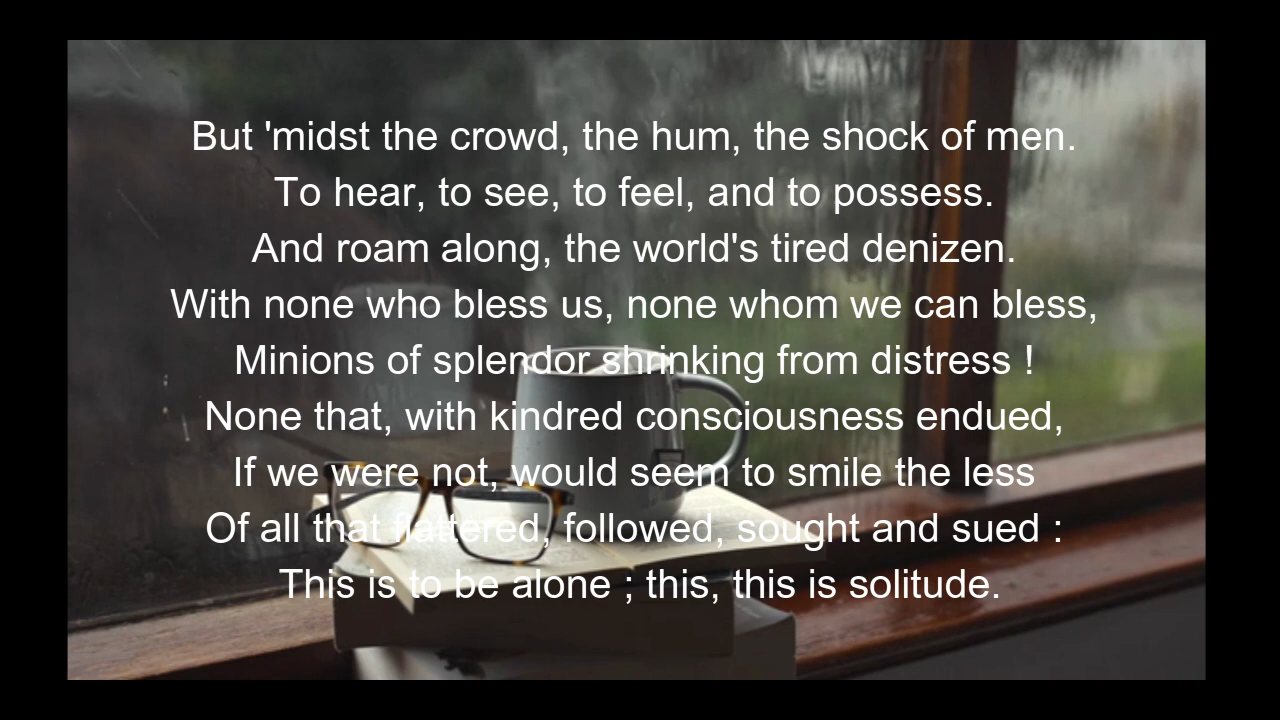 But 'midst the crowd, the hum, the shock of men.
To hear, to see, to feel, and to possess.
And roam along, the world's tired denizen.
With none who bless us, none whom we can bless,
Minions of splendor shrinking from distress !
None that, with kindred consciousness endued,
If we were not, would seem to smile the less
Of all that flattered, followed, sought and sued :
This is to be alone ; this, this is solitude.